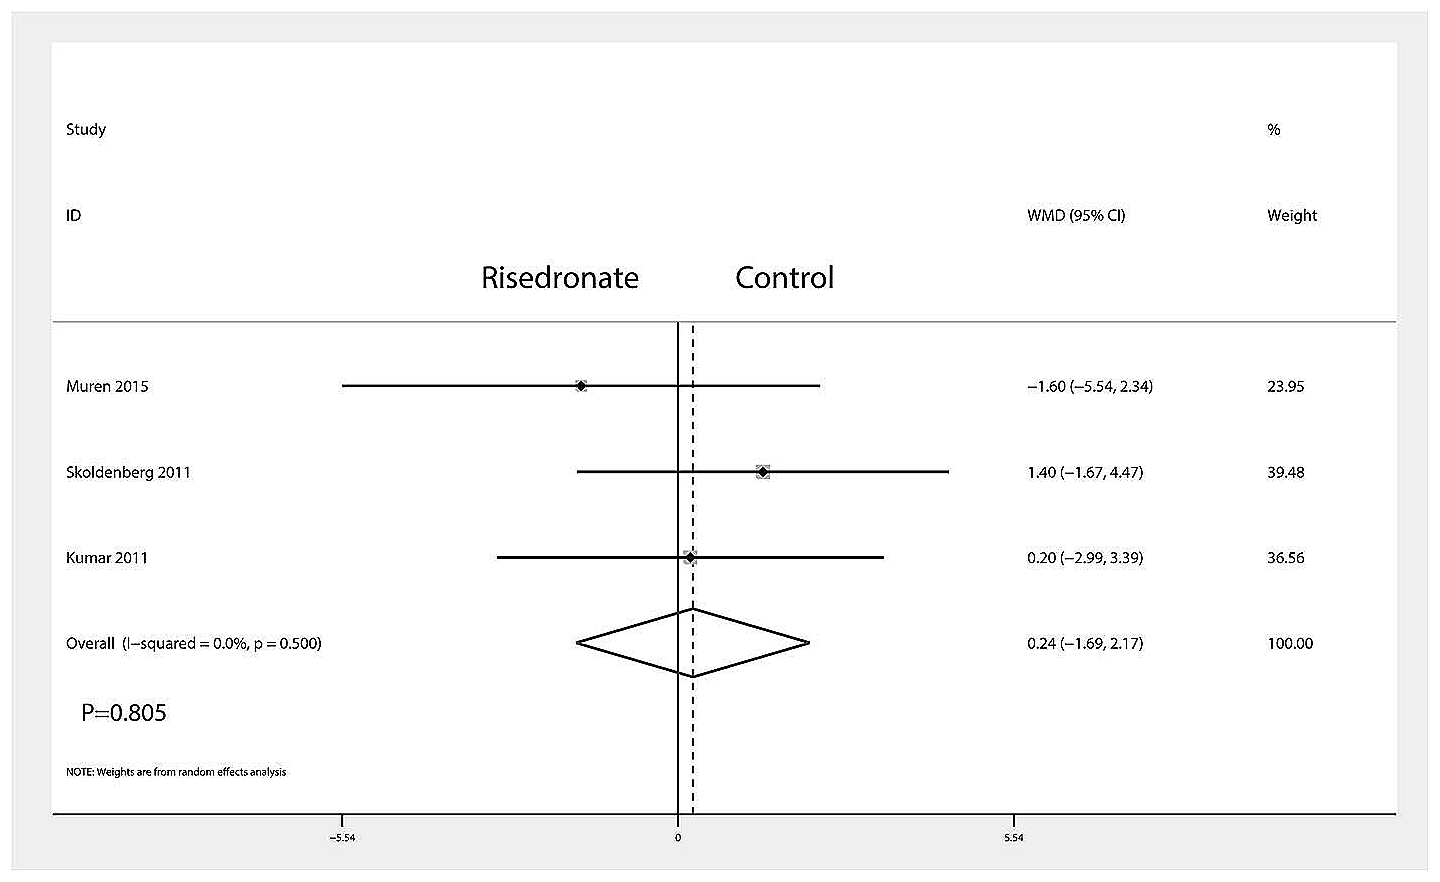 Study %
ID WMD (95% CI) Weight
Risedronate Control
Muren 2015 −1.60 (−5.54, 2.34) 23.95
Skoldenberg 2011 1.40 (−1.67, 4.47) 39.48
Kumar 2011 0.20 (−2.99, 3.39) 36.56
Overall (I−squared = 0.0%, p = 0.500) 0.24 (−1.69, 2.17) 100.00
P=0.805
NOTE: Weights are from random effects analysis
−5.54 0 5.54